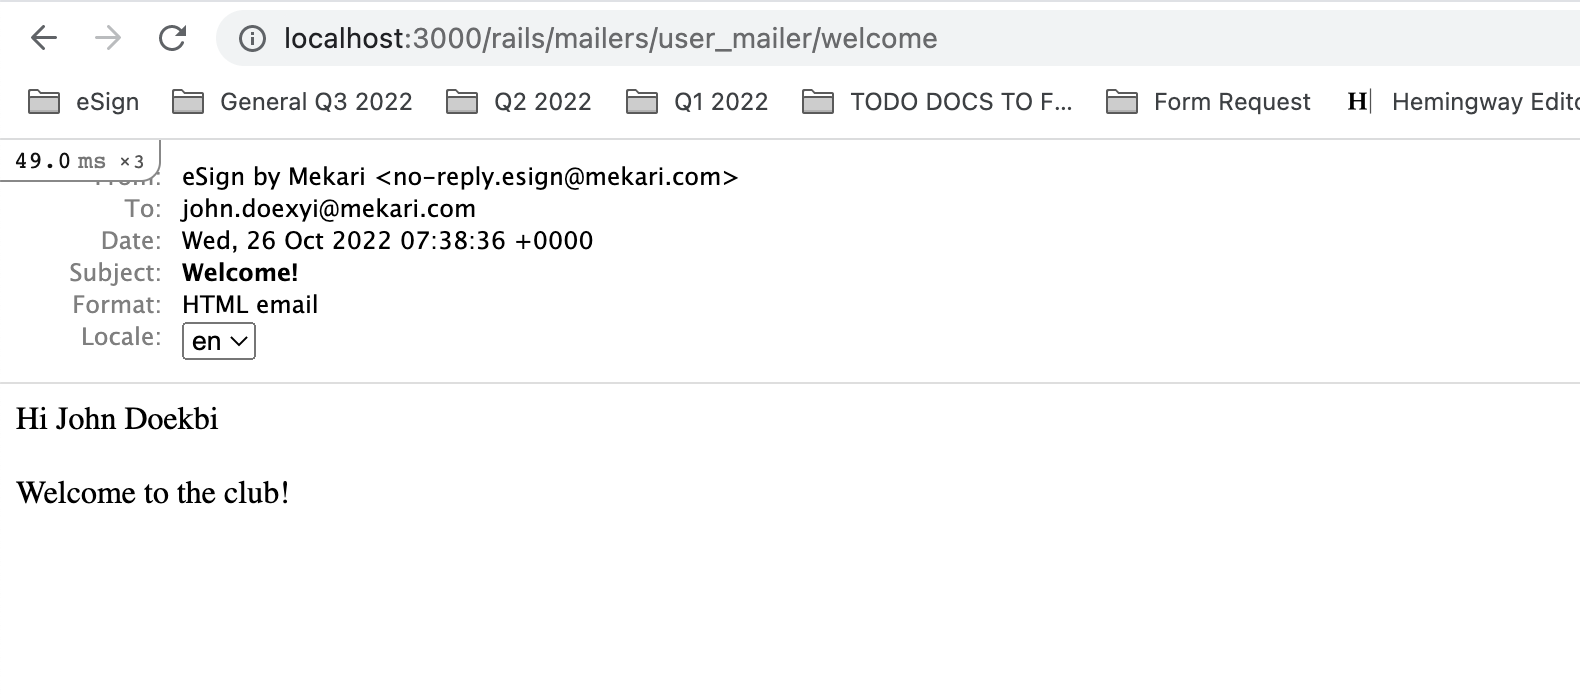 localhost:3000/rails/mailers/user_mailer/welcome
eSign General Q3 2022 Q2 2022 Q1 2022 TODO DOCS TO F... Form Request H Hemingway Edito
49.0 ms ×3
From: eSign by Mekari <no-reply.esign@mekari.com>
To: john.doexyi@mekari.com
Date: Wed, 26 Oct 2022 07:38:36 +0000
Subject: Welcome!
Format: HTML email
Locale: en
Hi John Doekbi
Welcome to the club!